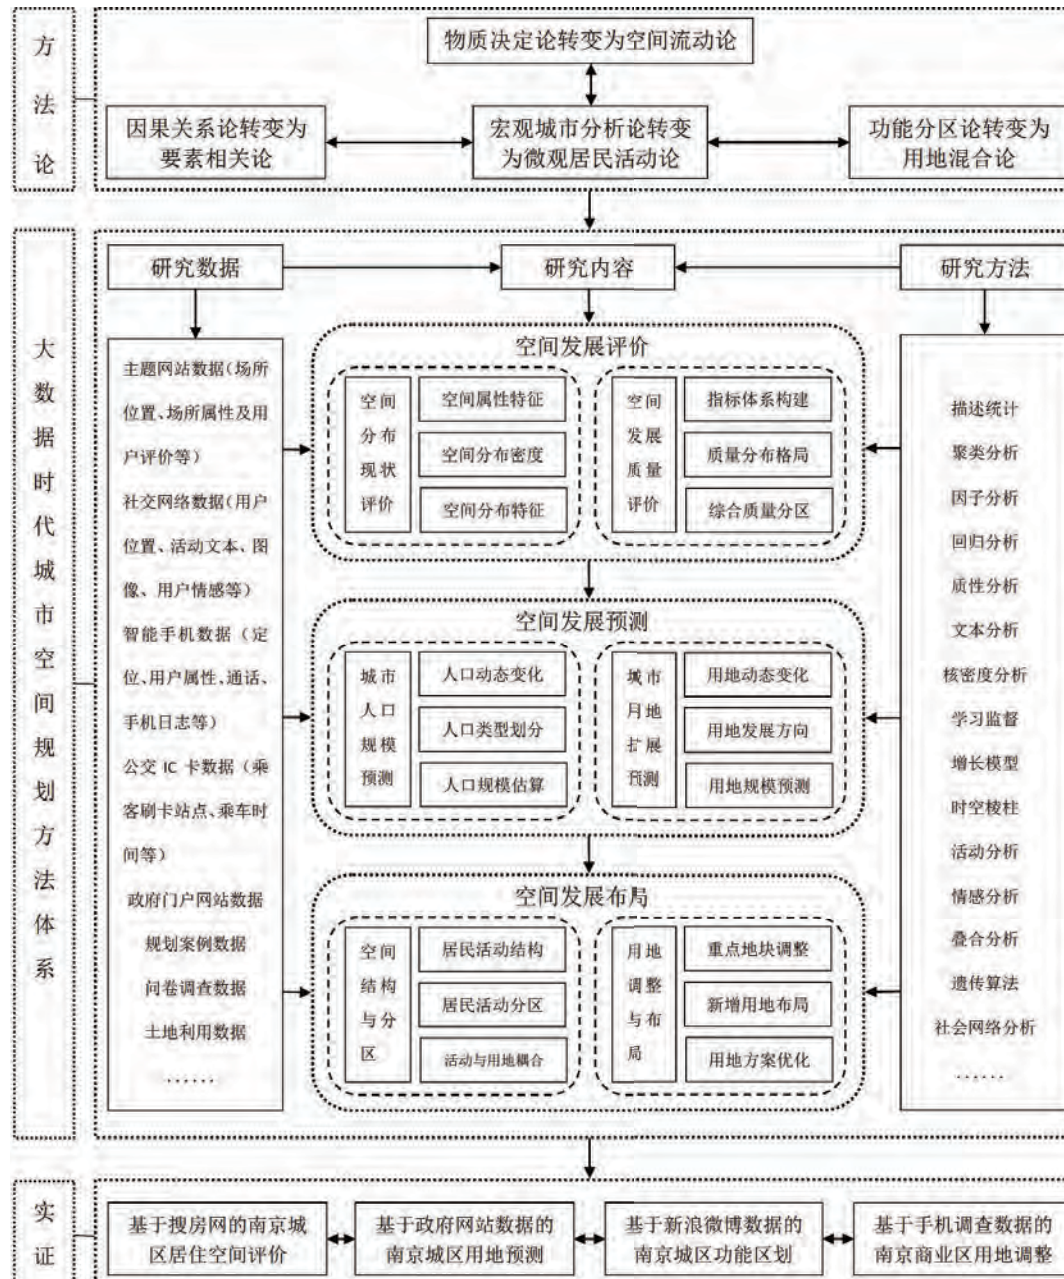 方法论
物质决定论转变为空间流动论
因果关系论转变为
要素相关论
宏观城市分析论转变
为微观居民活动论
功能分区论转变为
用地混合论
大数据时代城市空间规划方法体系
研究数据
研究内容
研究方法
主题网站数据(场所
位置、场所属性及用
户评价等)
社交网络数据(用户
位置、活动文本、图
像、用户情感等)
智能手机数据(定
位、用户属性、通话、
手机日志等)
公交 IC 卡数据(乘
客刷卡站点、乘车时
间等)
政府门户网站数据
规划案例数据
问卷调查数据
土地利用数据
......
空间发展评价
空间
分布
现状
评价
空间属性特征
空间分布密度
空间分布特征
空间
发展
质量
评价
指标体系构建
质量分布格局
综合质量分区
空间发展预测
城市
人口
规模
预测
人口动态变化
人口类型划分
人口规模估算
城市
用地
扩展
预测
用地动态变化
用地发展方向
用地规模预测
空间发展布局
空间
结构
与分
区
居民活动结构
居民活动分区
活动与用地耦合
用地
调整
与布
局
重点地块调整
新增用地布局
用地方案优化
描述统计
聚类分析
因子分析
回归分析
质性分析
文本分析
核密度分析
学习监督
增长模型
时空棱柱
活动分析
情感分析
叠合分析
遗传算法
社会网络分析
......
实证
基于搜房网的南京城
区居住空间评价
基于政府网站数据的
南京城区用地预测
基于新浪微博数据的
南京城区功能区划
基于手机调查数据的
南京商业区用地调整